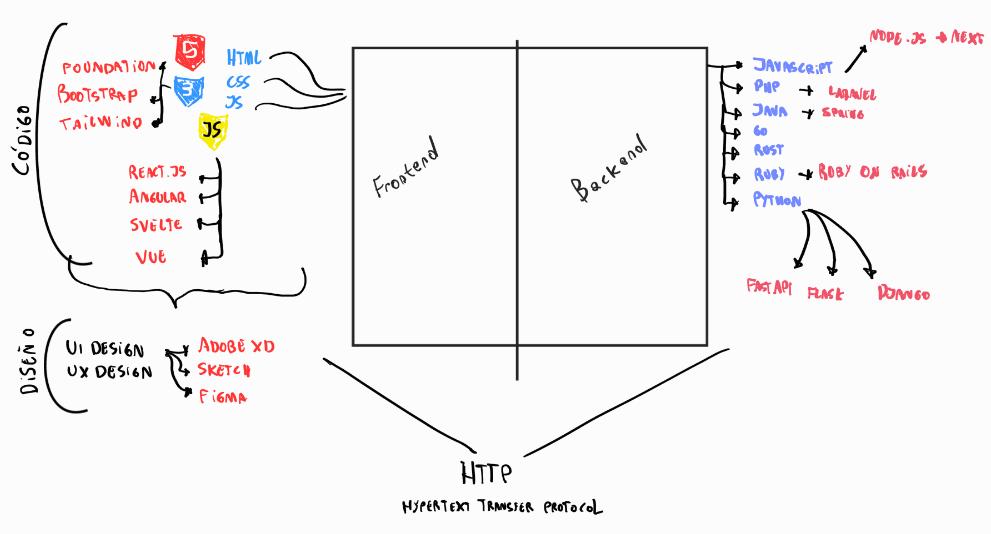 CÓDIGO
5
HTML
FOUNDATION
3
CSS
BOOTSTRAP
JS
TAILWIND
JS
REACT.JS
ANGULAR
SVELTE
VUE
DISEÑO
UI DESIGN
UX DESIGN
ADOBE XD
SKETCH
FIGMA
Frontend
Backend
NODE.JS → NEXT
JAVASCRIPT
PHP → LARAVEL
JAVA → SPRING
GO
RUST
RUBY → RUBY ON RAILS
PYTHON
FASTAPI
FLASK
DJANGO
HTTP
HYPERTEXT TRANSFER PROTOCOL